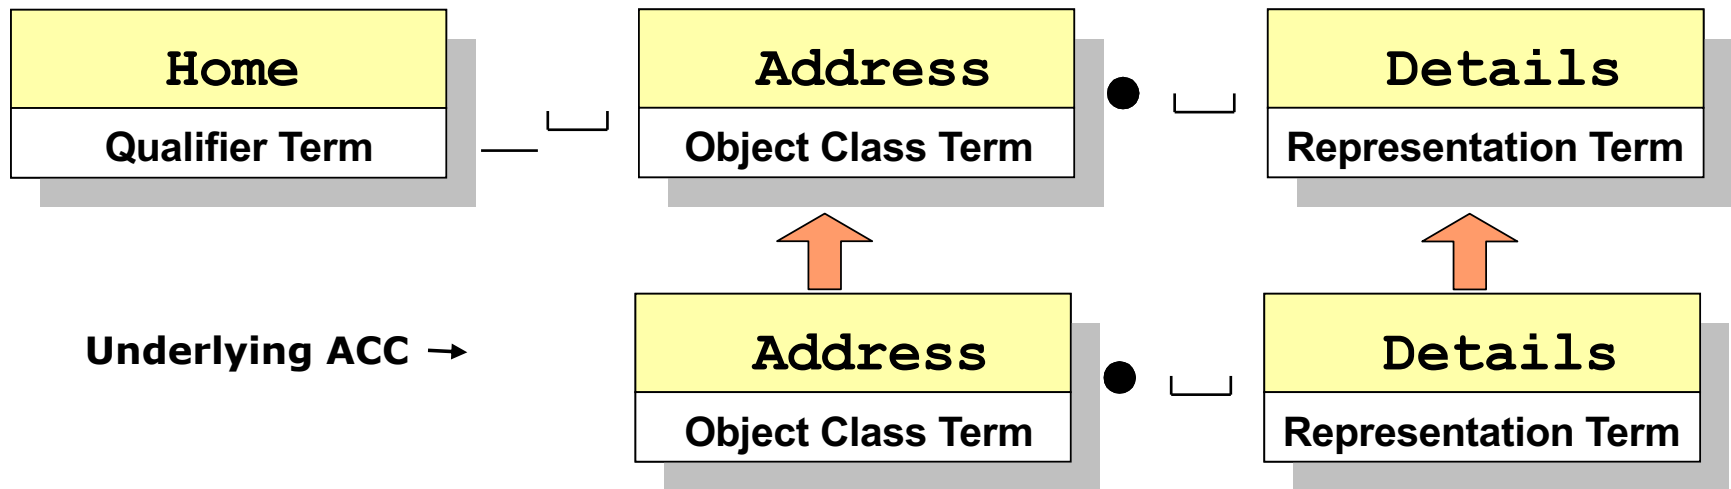 Home Address Details
Qualifier Term Object Class Term Representation Term
Underlying ACC
Address Details
Object Class Term Representation Term